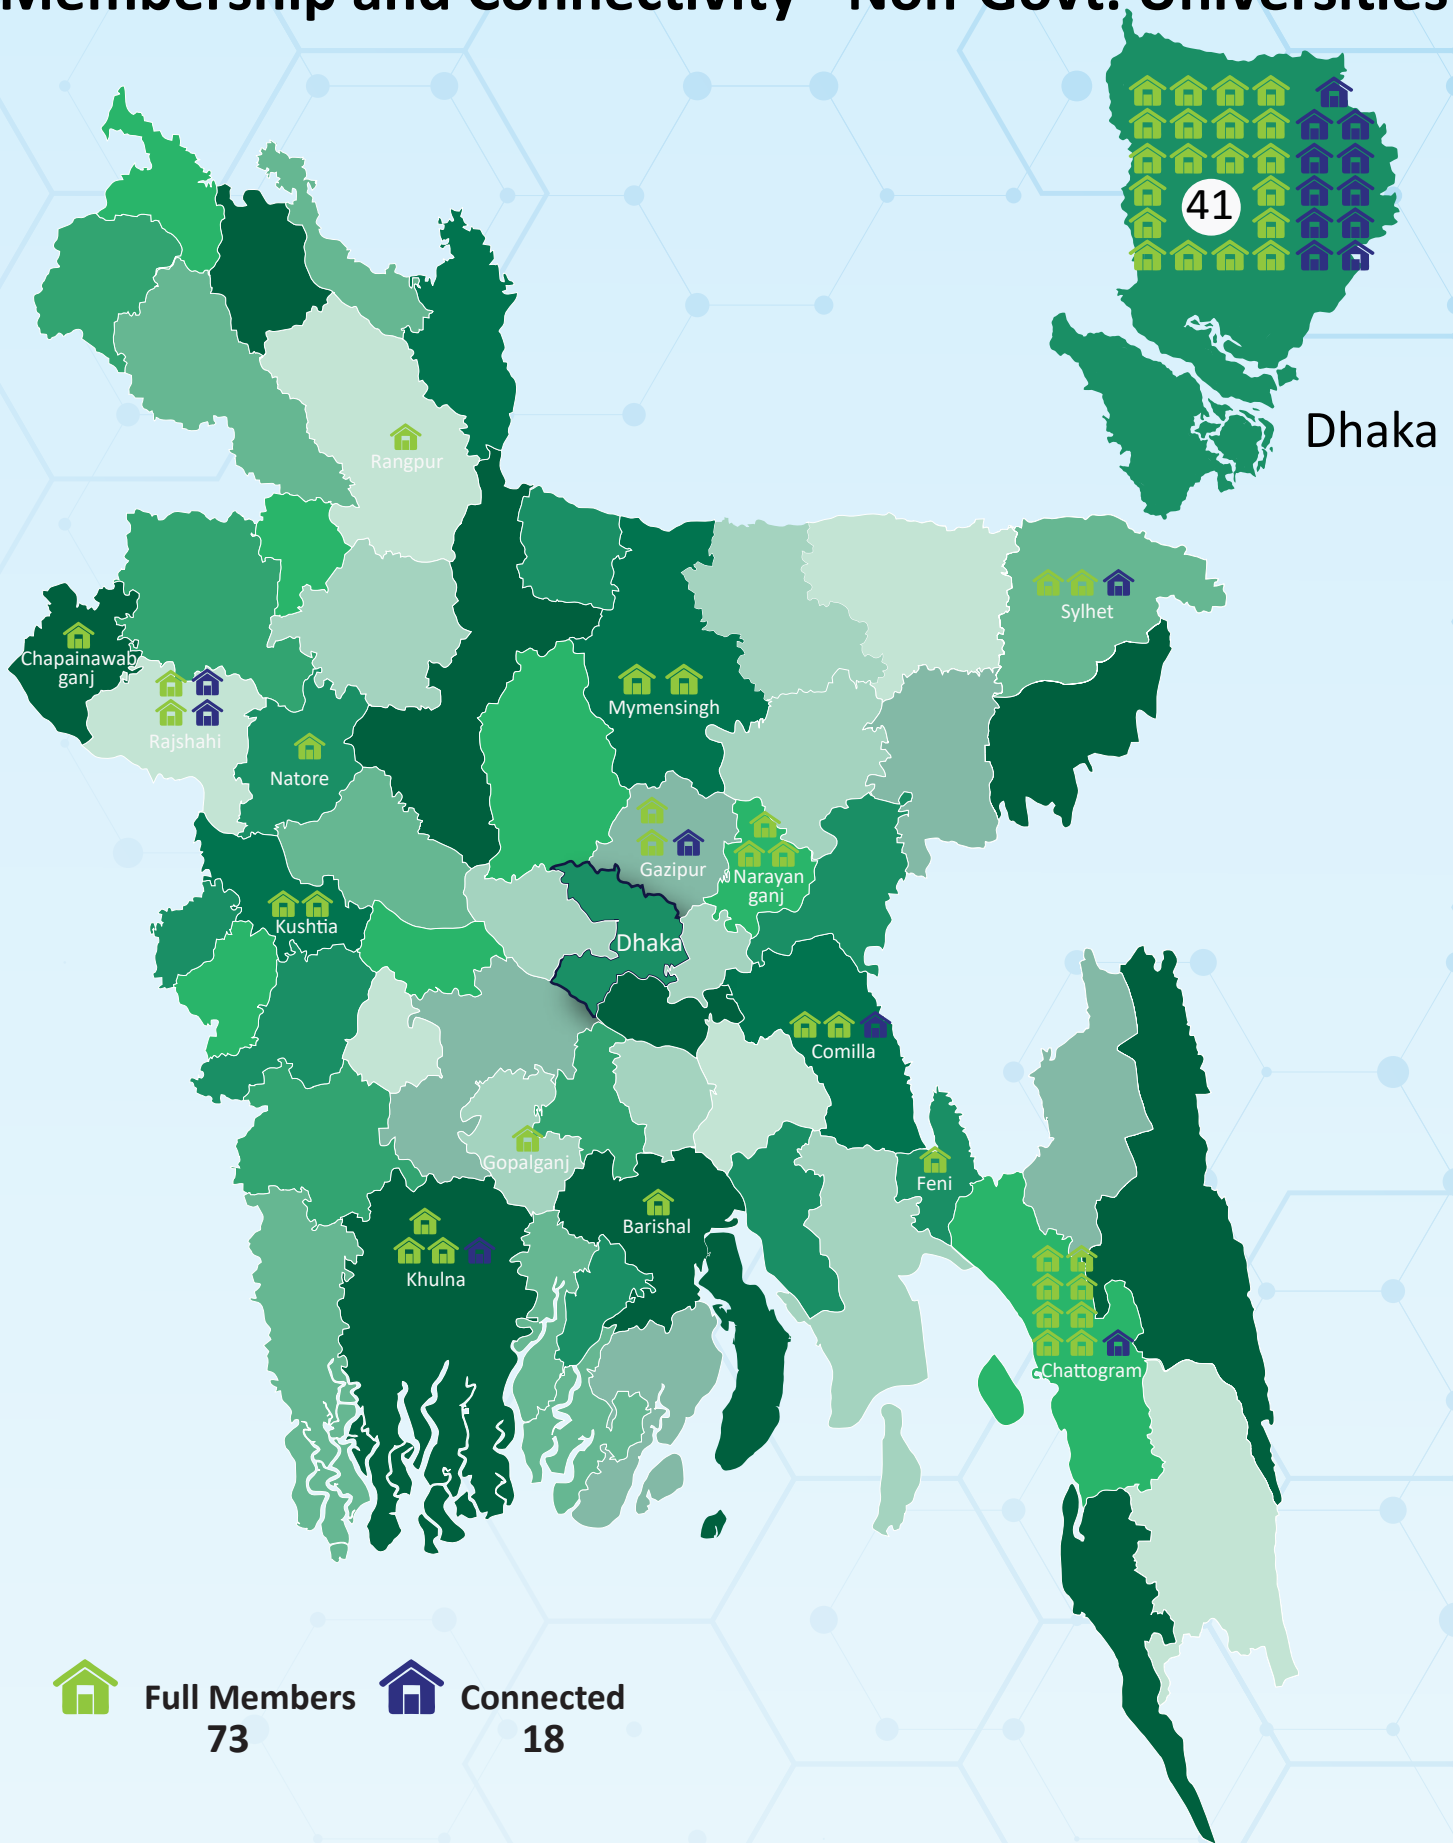 Membership and Connectivity - Non-Govt. Universities
41
Dhaka
Rangpur
Sylhet
Chapainawab
ganj
Rajshahi
Mymensingh
Natore
Gazipur
Narayan
ganj
Kushtia
Dhaka
Comilla
Gopalganj
Feni
Barishal
Khulna
Chattogram
Full Members
73
Connected
18